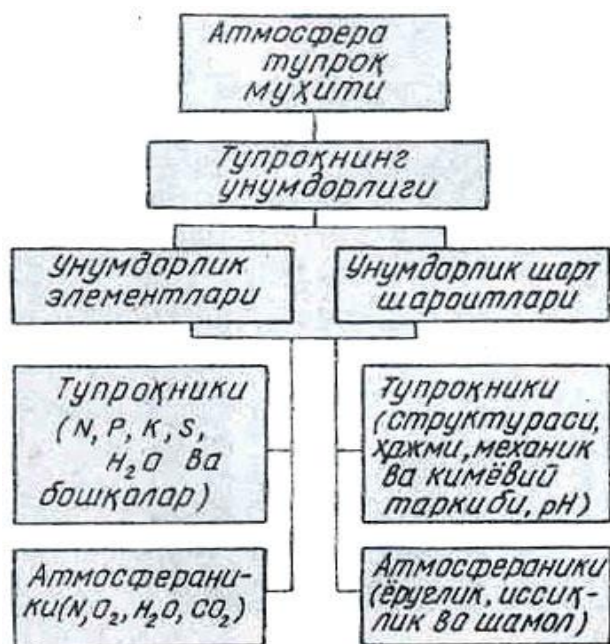 Атмосфера
тупроқ
муҳити
Тупроқнинг
унумдорлиги
Унумдорлик
элементлари
Унумдорлик шарт
шароитлари
Тупроқники
(N, P, K, S,
H₂O ва
бошқалар)
Тупроқники
(структураси,
ҳажми, механик
ва кимёвий
таркиби, pH)
Атмосферани-
ки(N,O₂, H₂O, CO₂)
Атмосфераники
(ёруглик, иссиқ-
лик ва шамол)